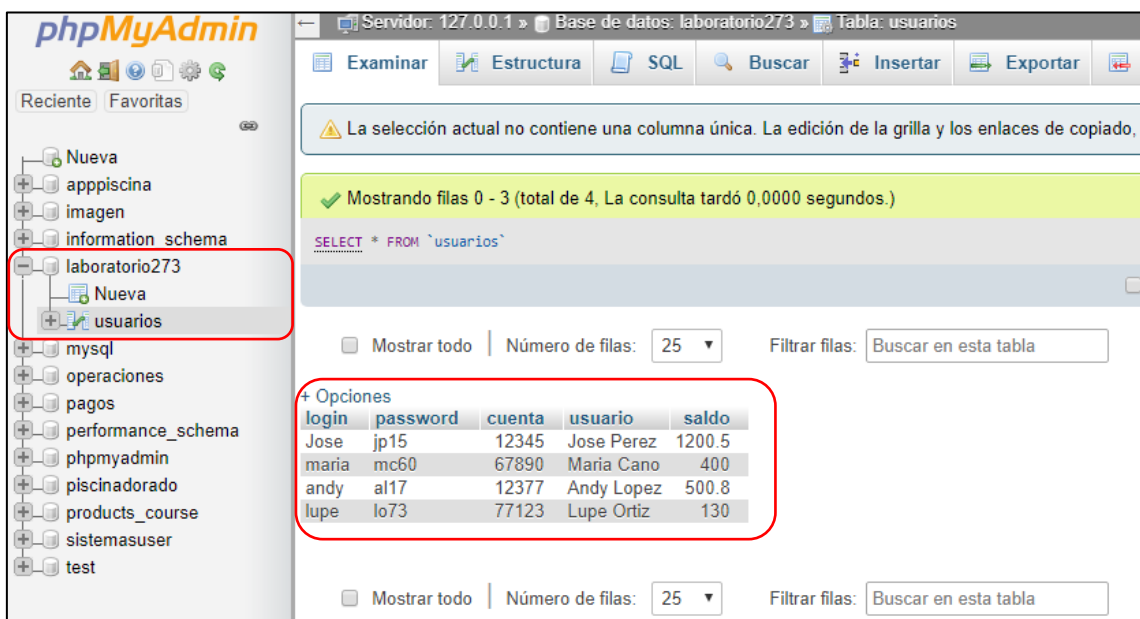 phpMyAdmin
Reciente Favoritas
Nueva
apppiscina
imagen
information_schema
laboratorio273
Nueva
usuarios
mysql
operaciones
pagos
performance_schema
phpmyadmin
piscinadorado
products_course
sistemasuser
test
← Servidor: 127.0.0.1 » Base de datos: laboratorio273 » Tabla: usuarios
Examinar Estructura SQL Buscar Insertar Exportar
La selección actual no contiene una columna única. La edición de la grilla y los enlaces de copiado,
Mostrando filas 0 - 3 (total de 4, La consulta tardó 0,0000 segundos.)
SELECT * FROM `usuarios`
Mostrar todo | Número de filas: 25 Filtrar filas: Buscar en esta tabla
+ Opciones
login password cuenta usuario saldo
Jose jp15 12345 Jose Perez 1200.5
maria mc60 67890 Maria Cano 400
andy al17 12377 Andy Lopez 500.8
lupe lo73 77123 Lupe Ortiz 130
Mostrar todo | Número de filas: 25 Filtrar filas: Buscar en esta tabla